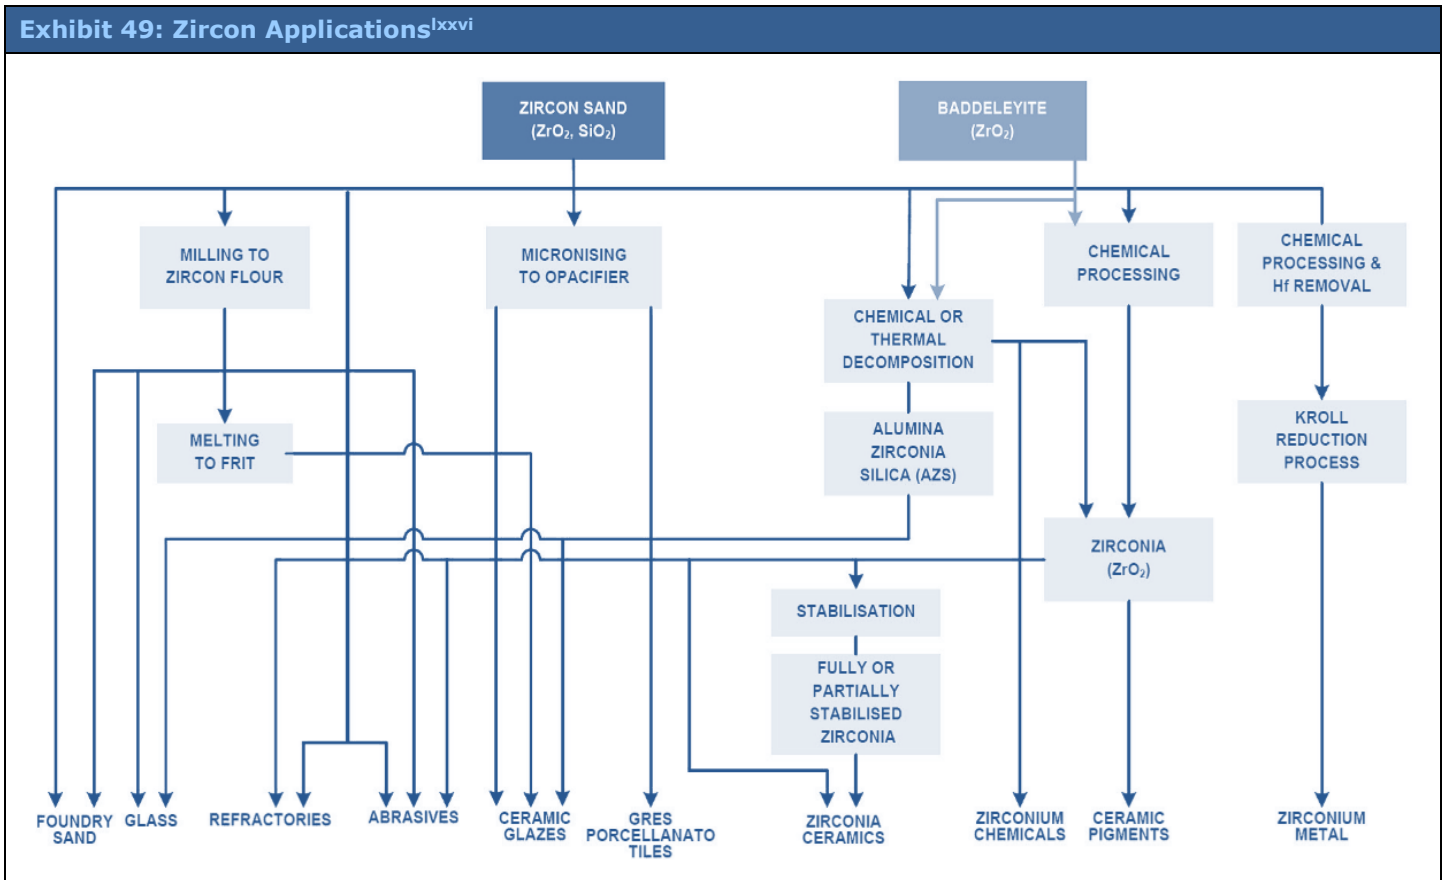 Exhibit 49: Zircon Applicationslxxvi
ZIRCON SAND
(ZrO₂, SiO₂)
BADDELEYITE
(ZrO₂)
MILLING TO
ZIRCON FLOUR
MICRONISING
TO OPACIFIER
CHEMICAL
PROCESSING
CHEMICAL
PROCESSING &
Hf REMOVAL
CHEMICAL OR
THERMAL
DECOMPOSITION
MELTING
TO FRIT
ALUMINA
ZIRCONIA
SILICA (AZS)
KROLL
REDUCTION
PROCESS
ZIRCONIA
(ZrO₂)
STABILISATION
FULLY OR
PARTIALLY
STABILISED
ZIRCONIA
FOUNDRY
SAND
GLASS
REFRACTORIES
ABRASIVES
CERAMIC
GLAZES
GRES
PORCELLANATO
TILES
ZIRCONIA
CERAMICS
ZIRCONIUM
CHEMICALS
CERAMIC
PIGMENTS
ZIRCONIUM
METAL